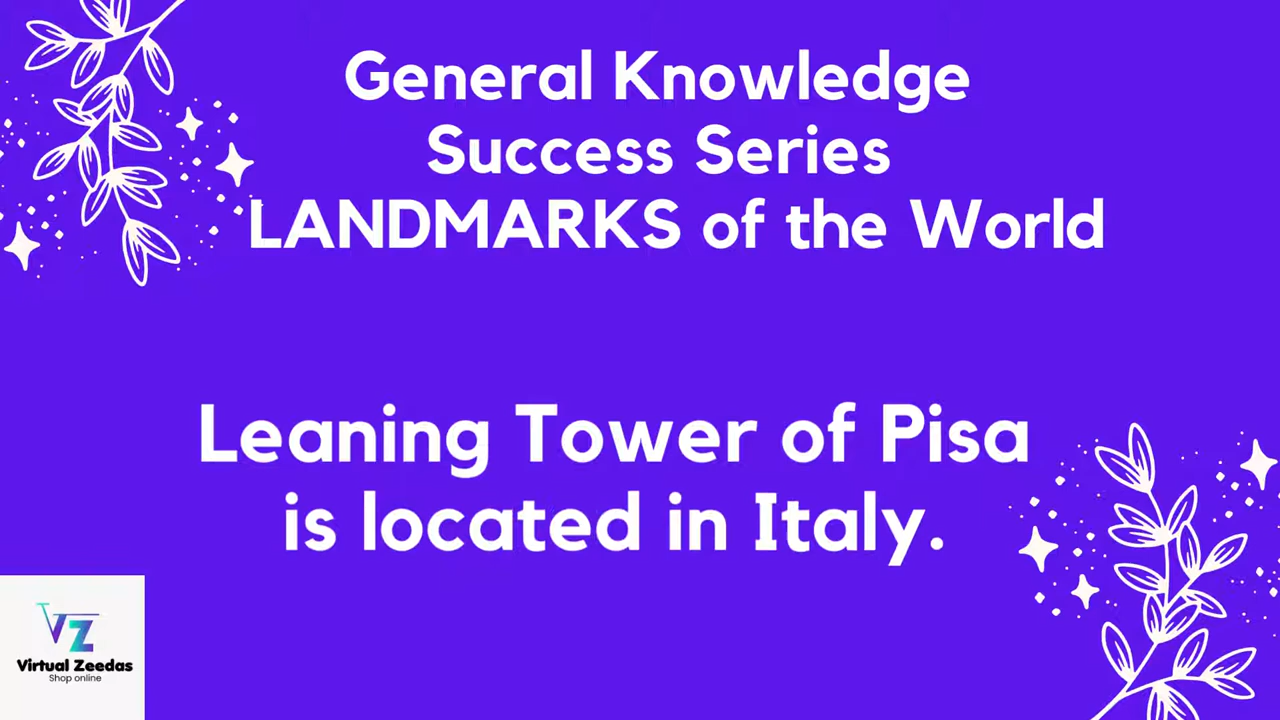 General Knowledge
Success Series
LANDMARKS of the World
Leaning Tower of Pisa
is located in Italy.
VZ
Virtual Zeedas
Shop online